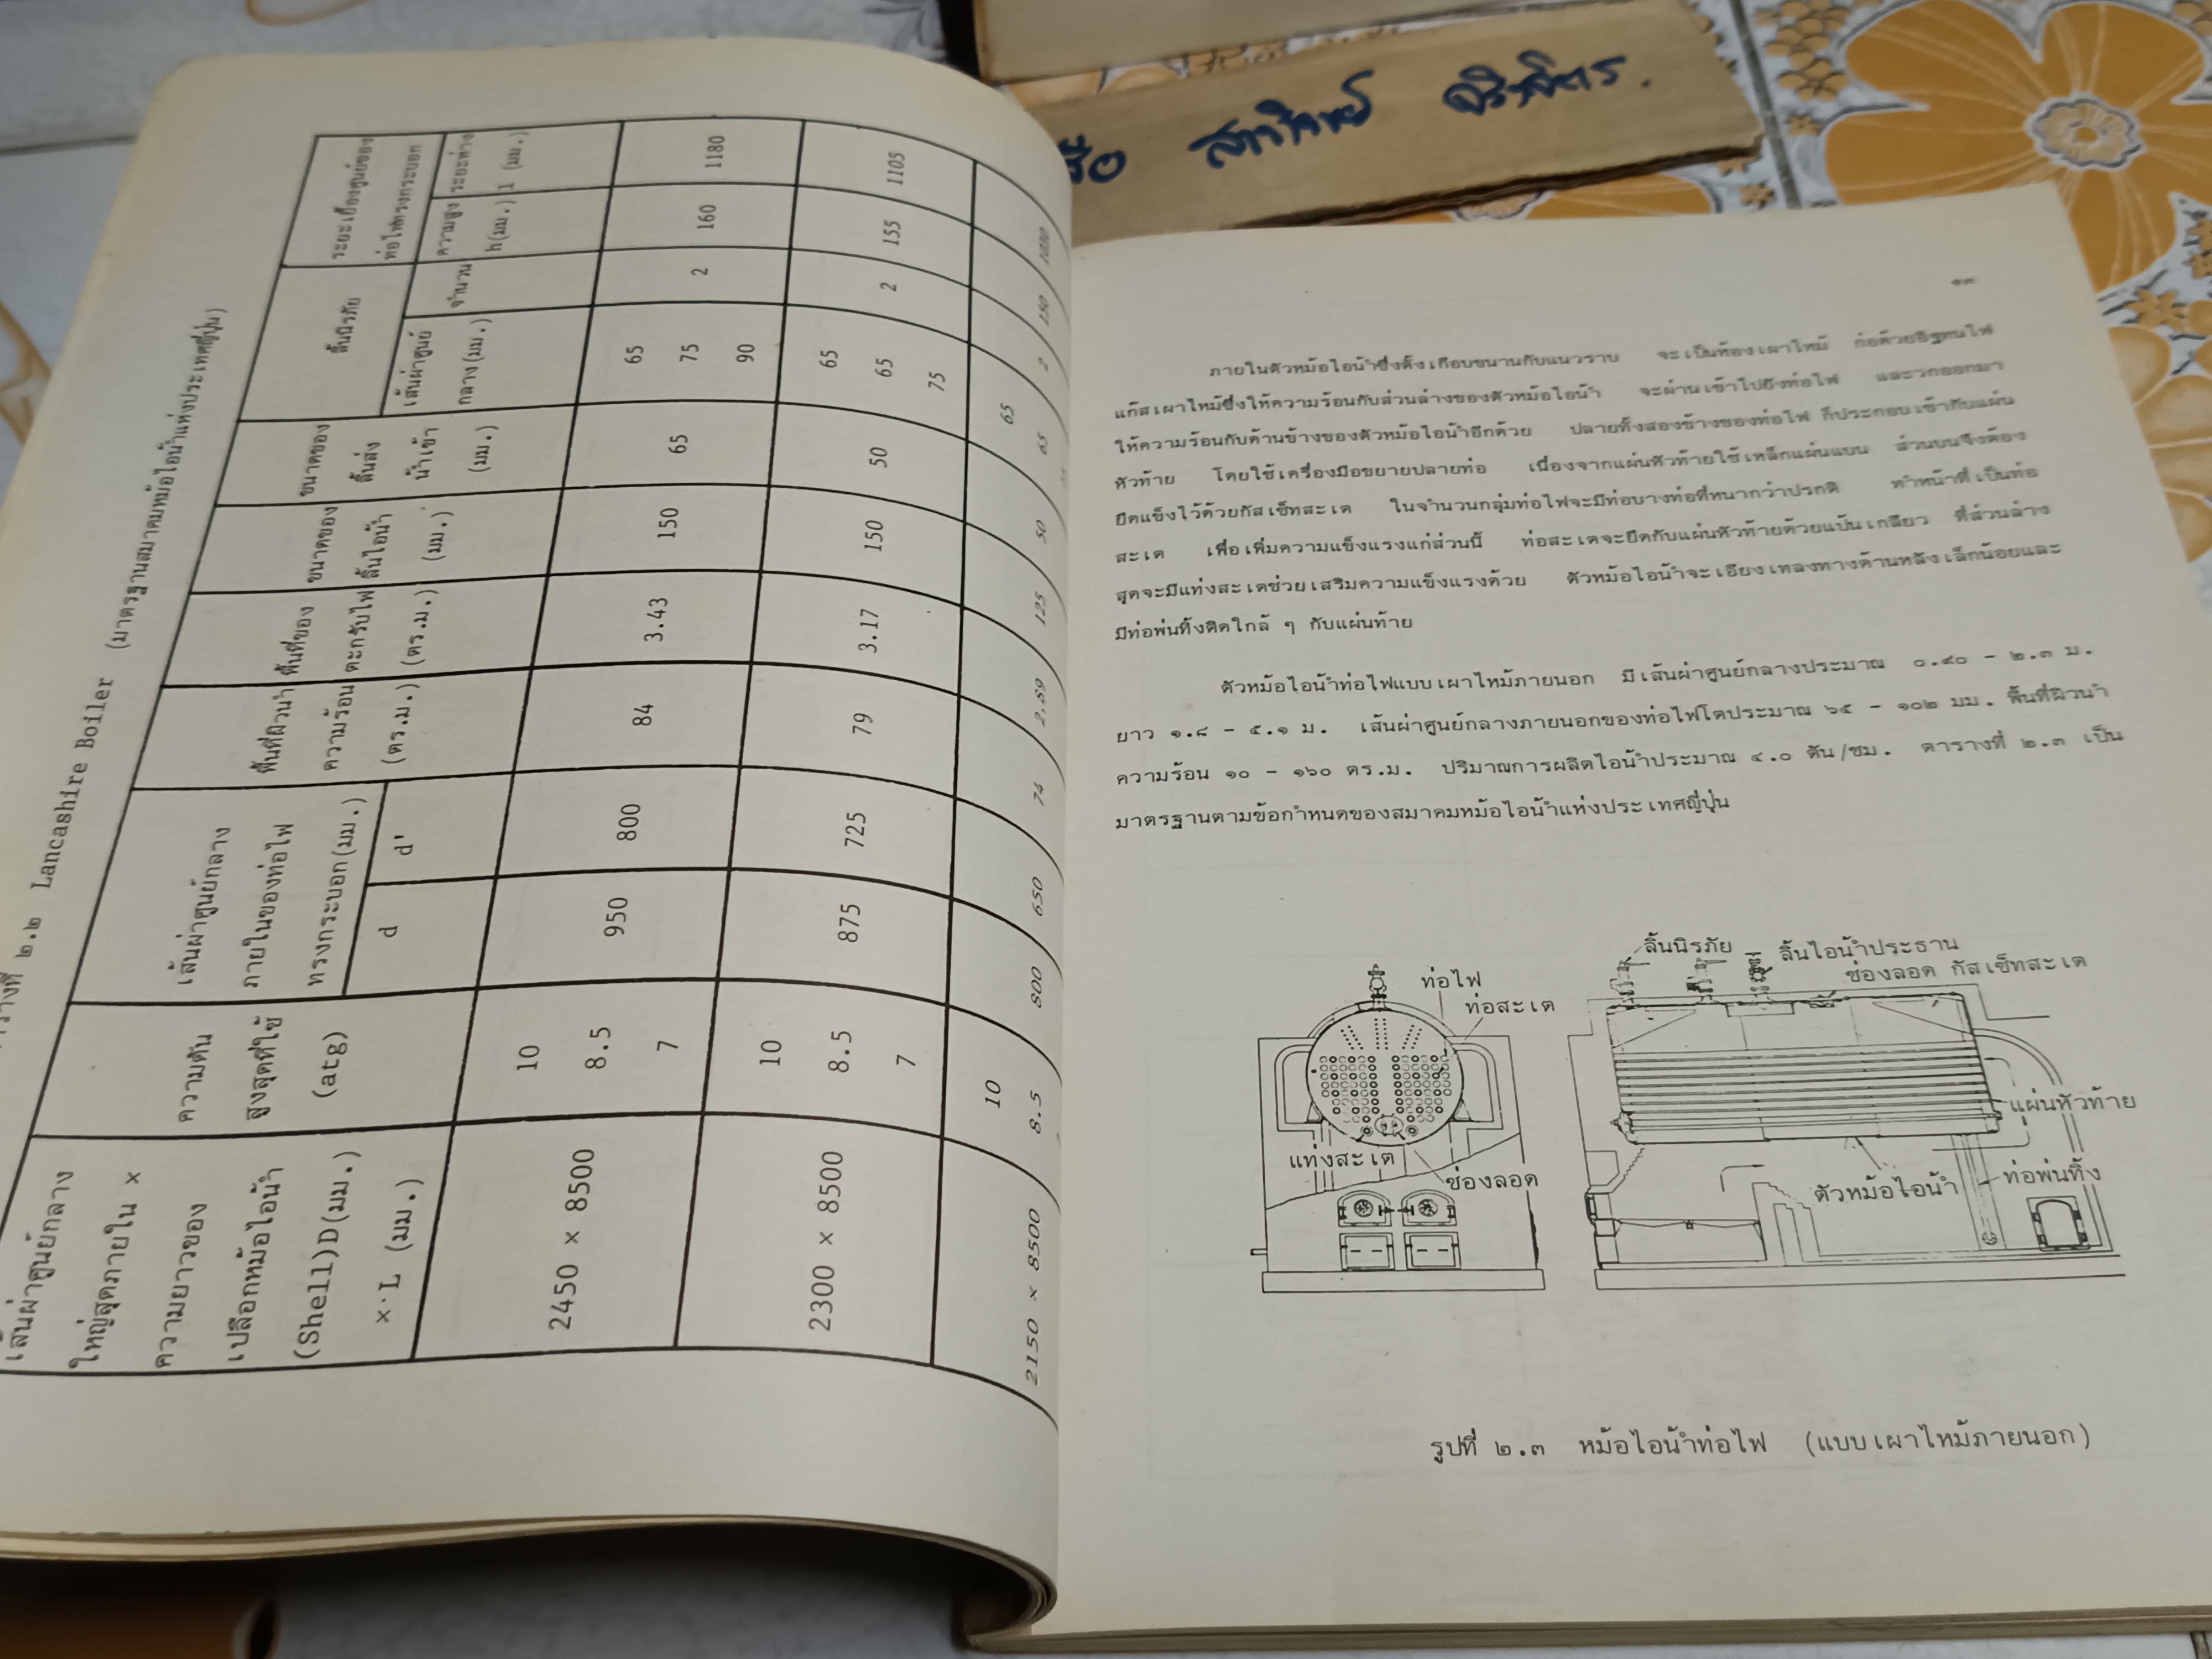 ตารางที่ ๒.๒ Lancashire Boiler (มาตรฐานสมาคมหม้อไอน้ำแห่งประเทศญี่ปุ่น)
เส้นผ่าศูนย์กลาง
ใหญ่สุดภายใน ×
ความยาวของ
เปลือกหม้อไอน้ำ
(Shell)D(มม.)
×·L (มม.)
ความดัน
สูงสุดที่ใช้
(atg)
เส้นผ่าศูนย์กลาง
ภายในของท่อไฟ
ทรงกระบอก(มม.)
d
d'
พื้นที่ผิวนำ
ความร้อน
(ตร.ม.)
พื้นที่ของ
ตะกรับไฟ
(ตร.ม.)
ขนาดของ
ลิ้นไอน้ำ
(มม.)
ขนาดของ
ลิ้นส่ง
น้ำเข้า
(มม.)
ลิ้นนิรภัย
เส้นผ่าศูนย์
กลาง(มม.)
จำนวน
ระยะเยื้องศูนย์ของ
ท่อไฟทรงกระบอก
ความสูง
h(มม.)
ระยะห่าง
l (มม.)
2450 × 8500
10
8.5
7
950
800
84
3.43
150
65
65
75
90
2
160
1180
2300 × 8500
10
8.5
7
875
725
79
3.17
150
50
65
65
75
2
155
1105
2150 × 8500
10
8.5
800
650
74
2.89
125
50
65
65
2
150
1030
สือ สาทิพย์ จิรพิตร.
๑๓
ภายในตัวหม้อไอน้ำซึ่งตั้งเกือบขนานกับแนวราบ จะเป็นห้องเผาไหม้ ก่อด้วยอิฐทนไฟ
แก๊สเผาไหม้ซึ่งให้ความร้อนกับส่วนล่างของตัวหม้อไอน้ำ จะผ่านเข้าไปยังท่อไฟ และวกออกมา
ให้ความร้อนกับด้านข้างของตัวหม้อไอน้ำอีกด้วย ปลายทั้งสองข้างของท่อไฟ ก็ประกอบเข้ากับแผ่น
หัวท้าย โดยใช้เครื่องมือขยายปลายท่อ เนื่องจากแผ่นหัวท้ายใช้เหล็กแผ่นแบน ส่วนบนจึงต้อง
ยึดแข็งไว้ด้วยกัสเซ็ทสะเต ในจำนวนกลุ่มท่อไฟจะมีท่อบางท่อที่หนากว่าปรกติ ทำหน้าที่เป็นท่อ
สะเต เพื่อเพิ่มความแข็งแรงแก่ส่วนนี้ ท่อสะเตจะยึดกับแผ่นหัวท้ายด้วยแป้นเกลียว ที่ส่วนล่าง
สุดจะมีแท่งสะเตช่วยเสริมความแข็งแรงด้วย ตัวหม้อไอน้ำจะเอียงเทลงทางด้านหลังเล็กน้อยและ
มีท่อพ่นทิ้งติดใกล้ ๆ กับแผ่นท้าย
ตัวหม้อไอน้ำท่อไฟแบบเผาไหม้ภายนอก มีเส้นผ่าศูนย์กลางประมาณ ๐.๙๐ - ๒.๓ ม.
ยาว ๑.๘ - ๕.๑ ม. เส้นผ่าศูนย์กลางภายนอกของท่อไฟโตประมาณ ๖๕ - ๑๐๒ มม. พื้นที่ผิวนำ
ความร้อน ๑๐ - ๑๖๐ ตร.ม. ปริมาณการผลิตไอน้ำประมาณ ๔.๐ ตัน/ชม. ตารางที่ ๒.๓ เป็น
มาตรฐานตามข้อกำหนดของสมาคมหม้อไอน้ำแห่งประเทศญี่ปุ่น
ลิ้นนิรภัย
ลิ้นไอน้ำประธาน
ช่องลอด กัสเซ็ทสะเต
ท่อไฟ
ท่อสะเต
แผ่นหัวท้าย
แท่งสะเต
ช่องลอด
ตัวหม้อไอน้ำ
ท่อพ่นทิ้ง
รูปที่ ๒.๓ หม้อไอน้ำท่อไฟ (แบบเผาไหม้ภายนอก)